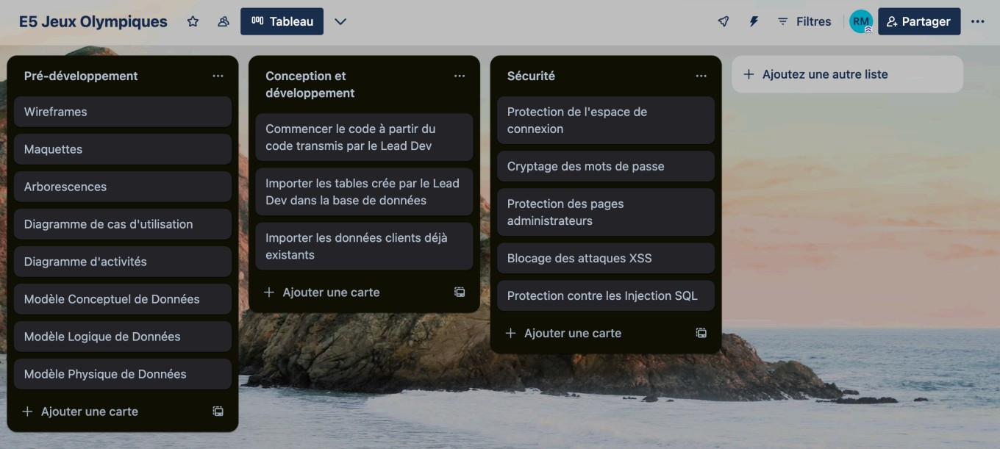 E5 Jeux Olympiques
Tableau
Filtres
RM
Partager
Pré-développement
Wireframes
Maquettes
Arborescences
Diagramme de cas d'utilisation
Diagramme d'activités
Modèle Conceptuel de Données
Modèle Logique de Données
Modèle Physique de Données
Ajouter une carte
Conception et
développement
Commencer le code à partir du
code transmis par le Lead Dev
Importer les tables crée par le Lead
Dev dans la base de données
Importer les données clients déjà
existants
Ajouter une carte
Sécurité
Protection de l'espace de
connexion
Cryptage des mots de passe
Protection des pages
administrateurs
Blocage des attaques XSS
Protection contre les Injection SQL
Ajouter une carte
Ajoutez une autre liste